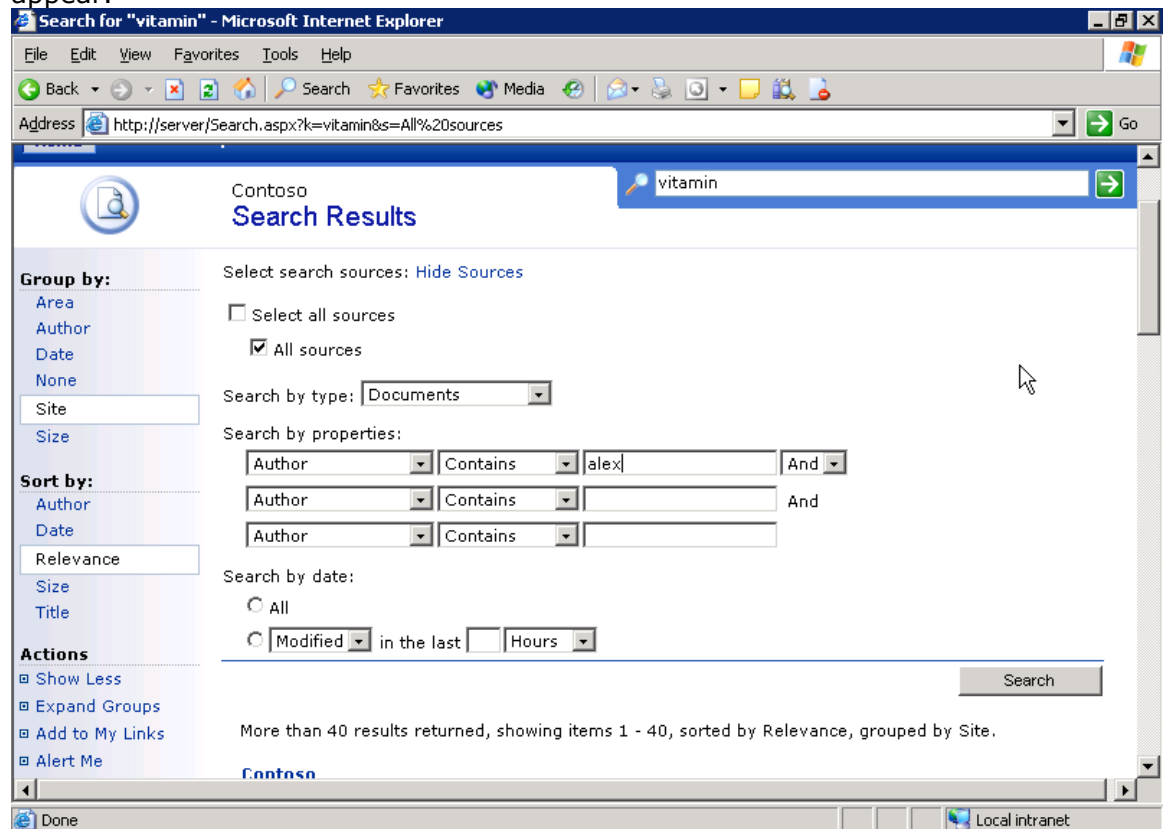 appear.
Search for "vitamin" - Microsoft Internet Explorer
File Edit View Favorites Tools Help
Back Search Favorites Media
Address http://server/Search.aspx?k=vitamin&s=All%20sources Go
Contoso
Search Results
vitamin
Group by:
Area
Author
Date
None
Site
Size
Sort by:
Author
Date
Relevance
Size
Title
Actions
Show Less
Expand Groups
Add to My Links
Alert Me
Select search sources: Hide Sources
Select all sources
All sources
Search by type: Documents
Search by properties:
Author Contains alex And
Author Contains And
Author Contains
Search by date:
All
Modified in the last Hours
Search
More than 40 results returned, showing items 1 - 40, sorted by Relevance, grouped by Site.
Contoso
Done Local intranet